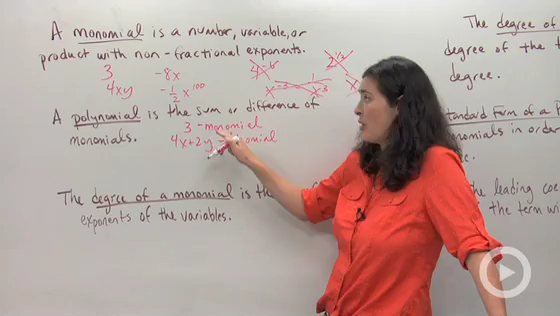 A monomial is a number, variable, or
product with non-fractional exponents.
3 -8x
4xy -1/2 x^100
A polynomial is the sum or difference of
monomials.
3 - monomial
4x+2y
The degree of a monomial is the
exponents of the variables.
The degree of
degree of the t
degree.
Standard form of a
monomials in order
the leading coe
the term wi